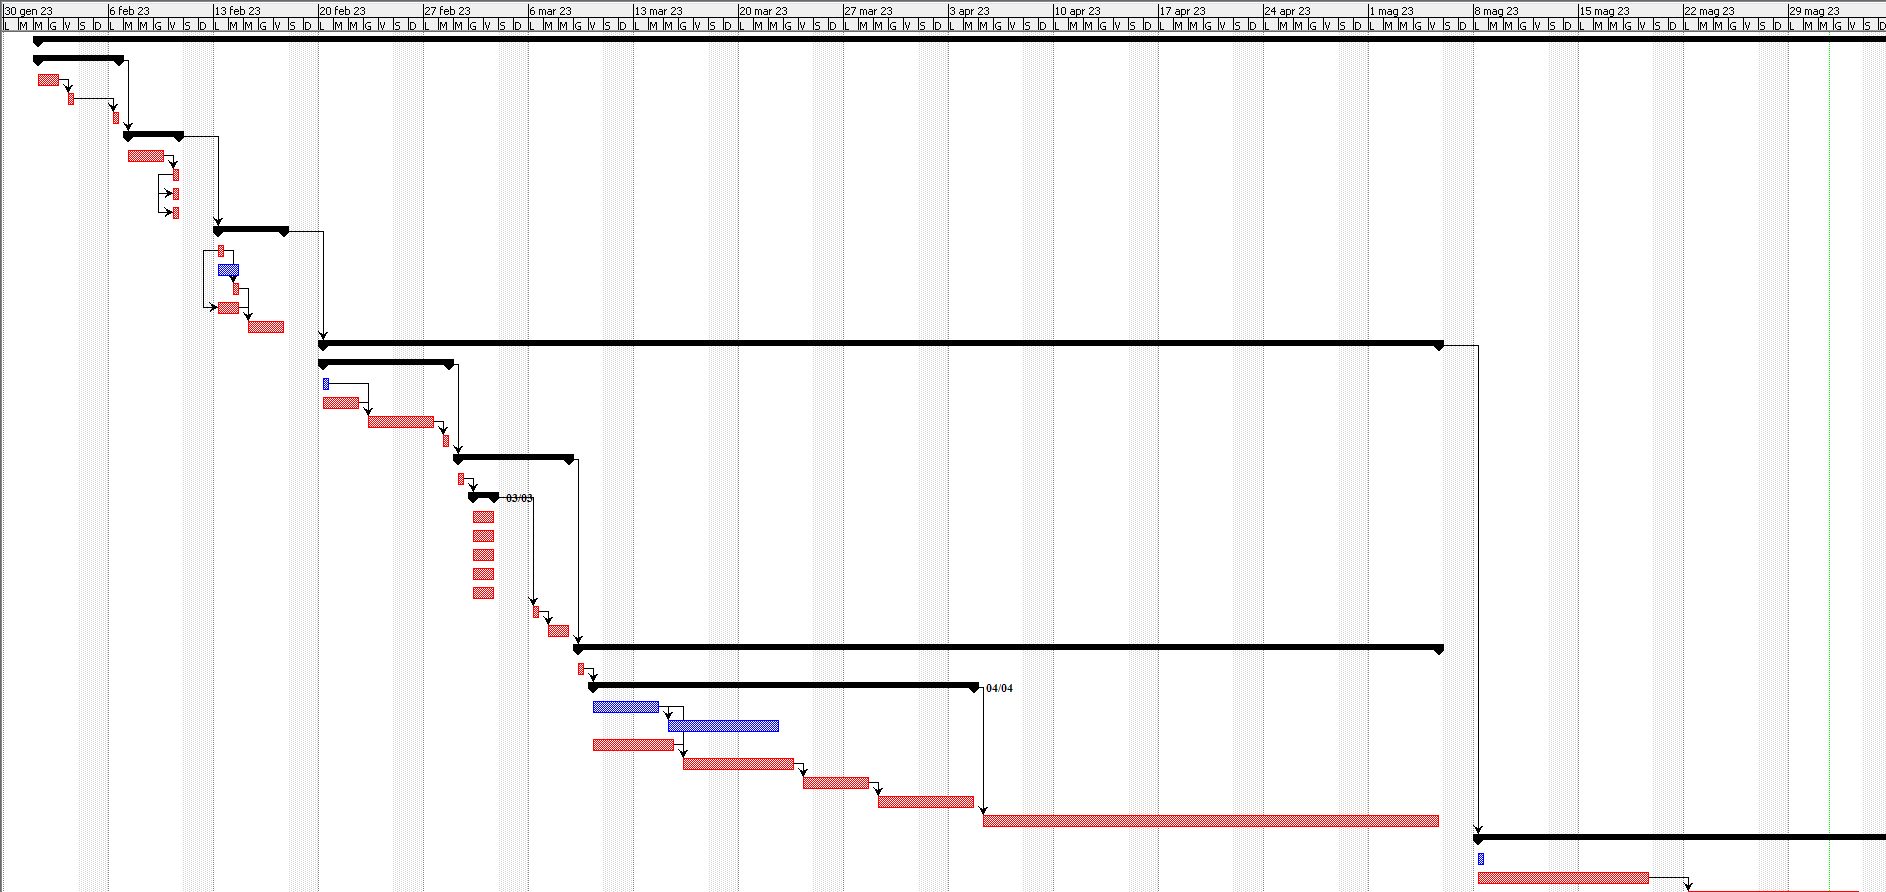 30 gen 23 6 feb 23 13 feb 23 20 feb 23 27 feb 23 6 mar 23 13 mar 23 20 mar 23 27 mar 23 3 apr 23 10 apr 23 17 apr 23 24 apr 23 1 mag 23 8 mag 23 15 mag 23 22 mag 23 29 mag 23
L M M G V S D L M M G V S D L M M G V S D L M M G V S D L M M G V S D L M M G V S D L M M G V S D L M M G V S D L M M G V S D L M M G V S D L M M G V S D L M M G V S D L M M G V S D L M M G V S D L M M G V S D L M M G V S D L M M G V S D L M M G V S D
03/03
04/04